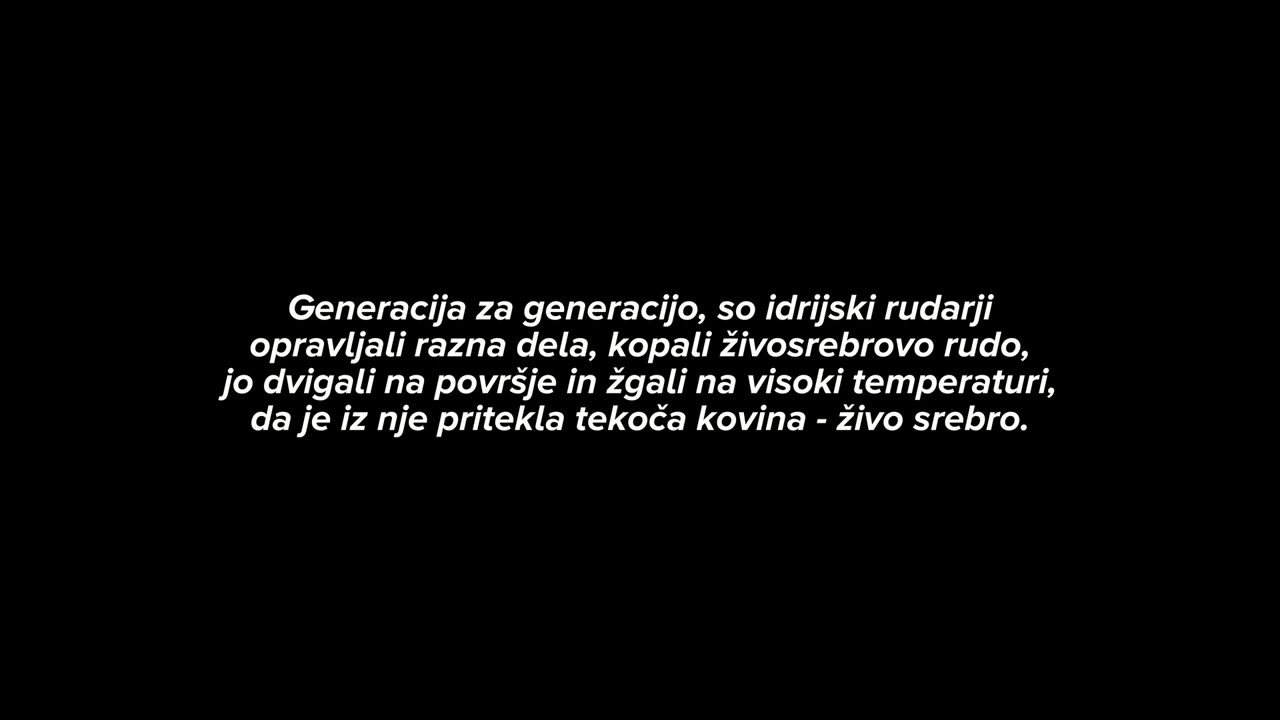 Generacija za generacijo, so idrijski rudarji
opravljali razna dela, kopali živosrebrovo rudo,
jo dvigali na površje in žgali na visoki temperaturi,
da je iz nje pritekla tekoča kovina - živo srebro.